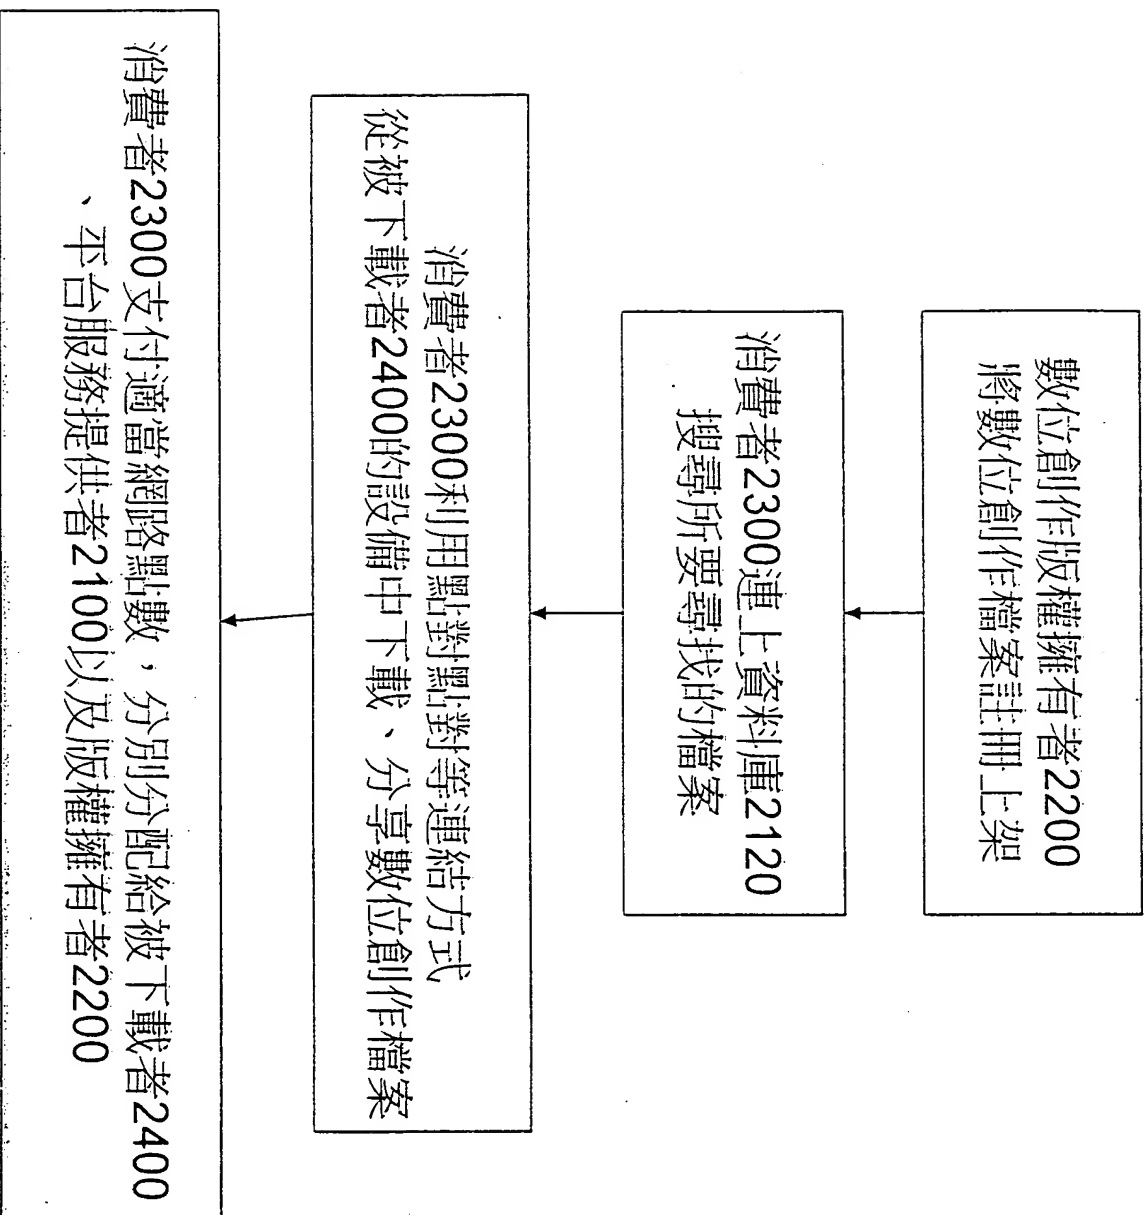 數位創作版權擁有者2200
將數位創作檔案註冊上架
消費者2300連上資料庫2120
搜尋所要尋找的檔案
消費者2300利用點對點對等連結方式
從被下載者2400的設備中下載、分享數位創作檔案
消費者2300支付適當網路點數，分別分配給被下載者2400
、平台服務提供者2100以及版權擁有者2200